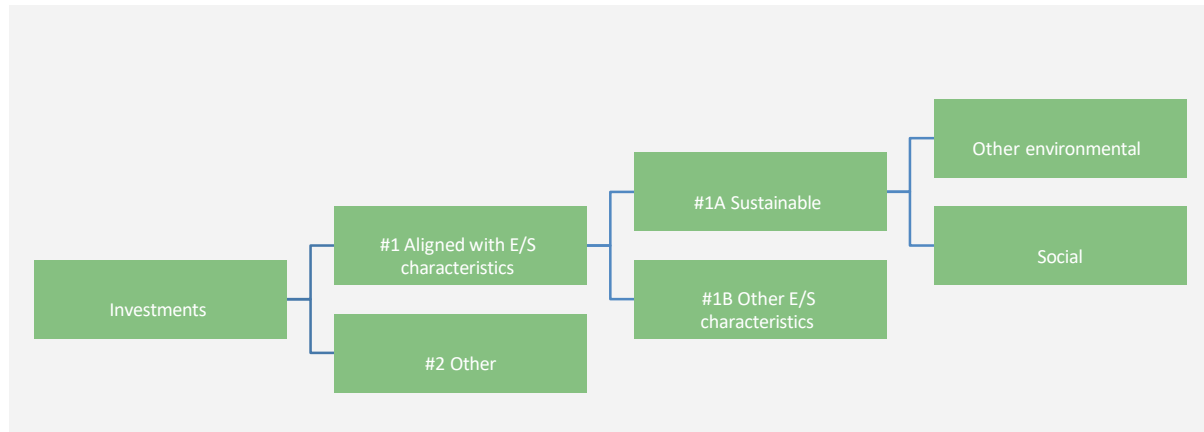 Investments
#1 Aligned with E/S
characteristics
#2 Other
#1A Sustainable
#1B Other E/S
characteristics
Other environmental
Social